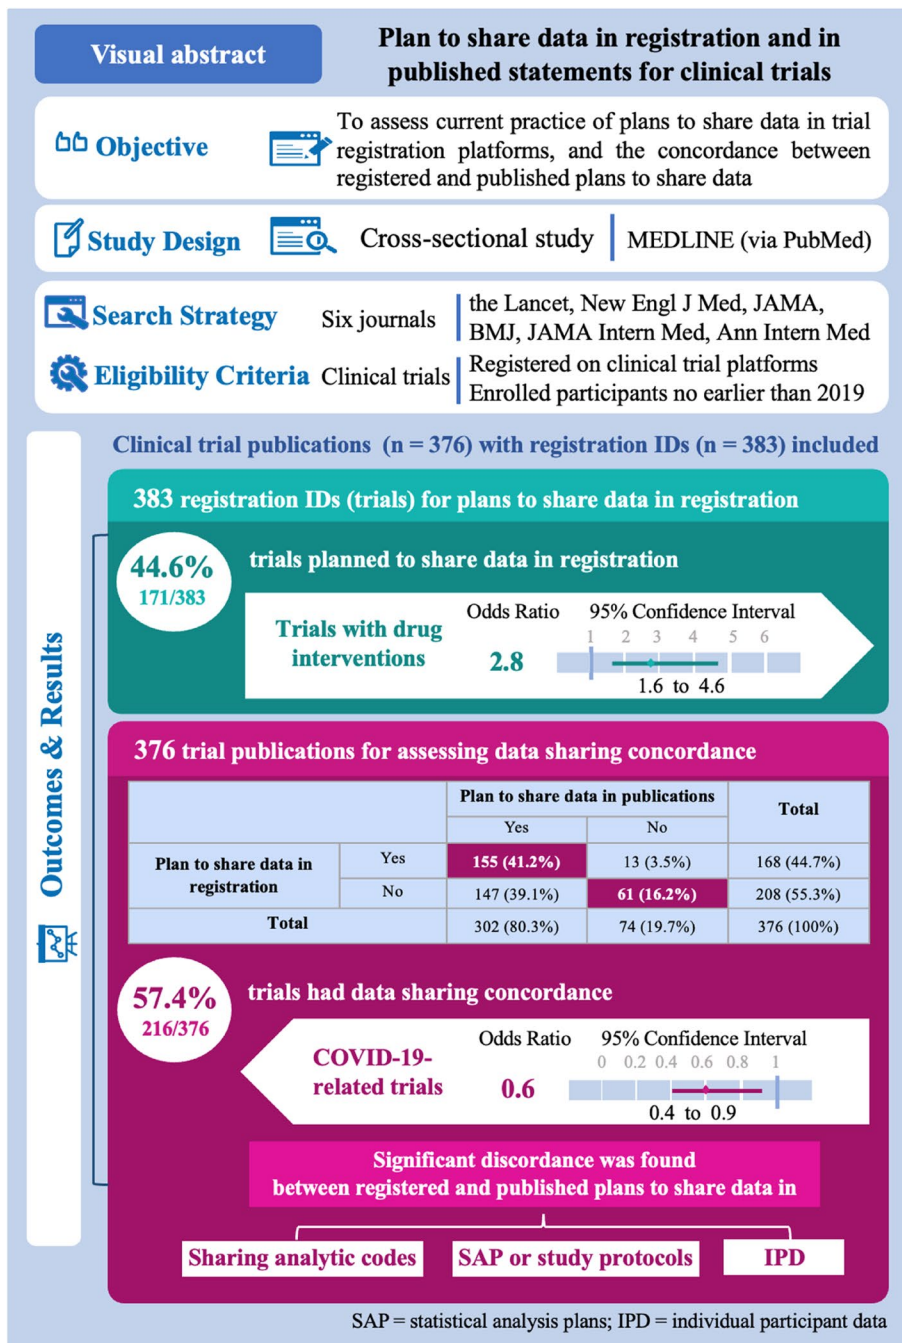 Visual abstract
Plan to share data in registration and in
published statements for clinical trials
Objective
To assess current practice of plans to share data in trial
registration platforms, and the concordance between
registered and published plans to share data
Study Design
Cross-sectional study
MEDLINE (via PubMed)
Search Strategy
Six journals
the Lancet, New Engl J Med, JAMA,
BMJ, JAMA Intern Med, Ann Intern Med
Eligibility Criteria
Clinical trials
Registered on clinical trial platforms
Enrolled participants no earlier than 2019
Outcomes & Results
Clinical trial publications (n = 376) with registration IDs (n = 383) included
383 registration IDs (trials) for plans to share data in registration
44.6%
171/383
trials planned to share data in registration
Trials with drug
interventions
Odds Ratio
2.8
95% Confidence Interval
1 2 3 4 5 6
1.6 to 4.6
376 trial publications for assessing data sharing concordance
Plan to share data in publications
Total
Yes No
Plan to share data in
registration
Yes 155 (41.2%) 13 (3.5%) 168 (44.7%)
No 147 (39.1%) 61 (16.2%) 208 (55.3%)
Total 302 (80.3%) 74 (19.7%) 376 (100%)
57.4%
216/376
trials had data sharing concordance
COVID-19-
related trials
Odds Ratio
0.6
95% Confidence Interval
0 0.2 0.4 0.6 0.8 1
0.4 to 0.9
Significant discordance was found
between registered and published plans to share data in
Sharing analytic codes
SAP or study protocols
IPD
SAP = statistical analysis plans; IPD = individual participant data